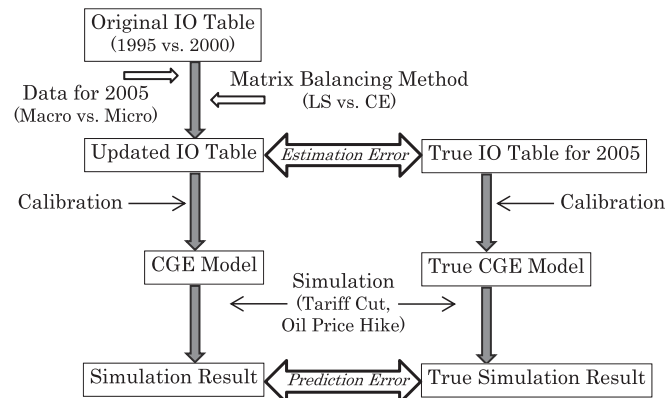 Original IO Table
(1995 vs. 2000)
Data for 2005
(Macro vs. Micro)
Matrix Balancing Method
(LS vs. CE)
Updated IO Table
Estimation Error
True IO Table for 2005
Calibration
Calibration
CGE Model
True CGE Model
Simulation
(Tariff Cut,
Oil Price Hike)
Simulation Result
Prediction Error
True Simulation Result